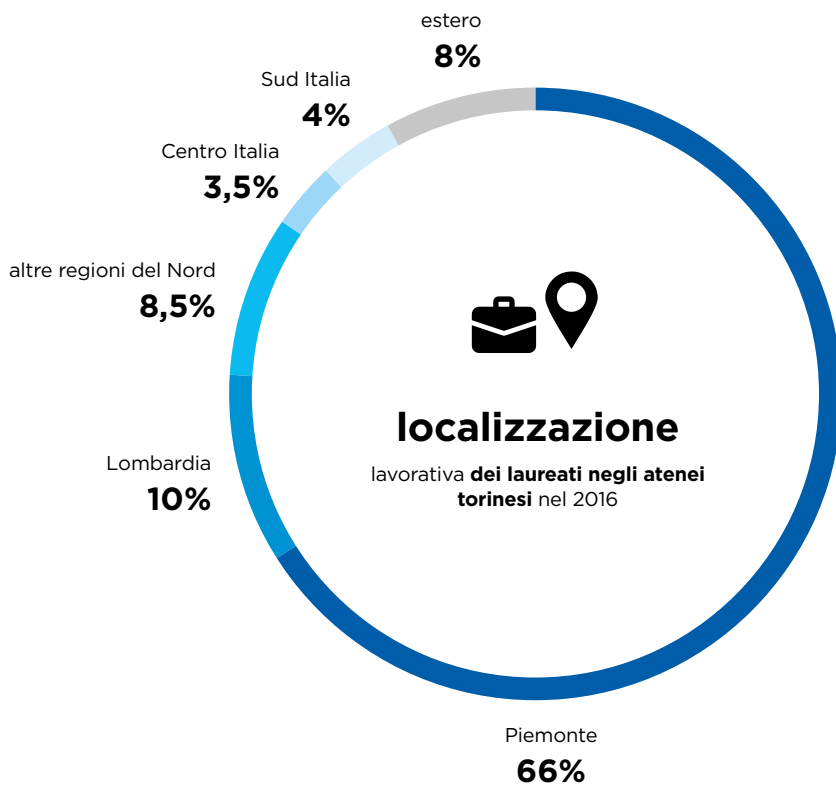 estero
8%
Sud Italia
4%
Centro Italia
3,5%
altre regioni del Nord
8,5%
Lombardia
10%
localizzazione
lavorativa dei laureati negli atenei
torinesi nel 2016
Piemonte
66%